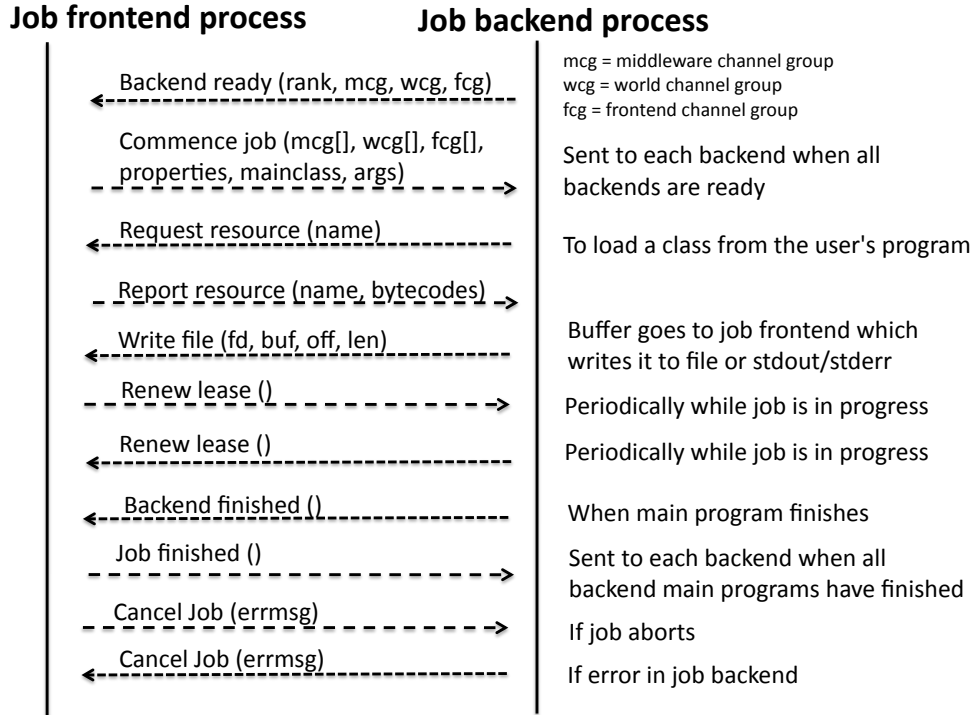 Job frontend process
Job backend process
mcg = middleware channel group
wcg = world channel group
fcg = frontend channel group
Backend ready (rank, mcg, wcg, fcg)
Commence job (mcg[], wcg[], fcg[],
properties, mainclass, args)
Sent to each backend when all
backends are ready
Request resource (name)
To load a class from the user's program
Report resource (name, bytecodes)
Write file (fd, buf, off, len)
Buffer goes to job frontend which
writes it to file or stdout/stderr
Renew lease ()
Periodically while job is in progress
Renew lease ()
Periodically while job is in progress
Backend finished ()
When main program finishes
Job finished ()
Sent to each backend when all
backend main programs have finished
Cancel Job (errmsg)
If job aborts
Cancel Job (errmsg)
If error in job backend